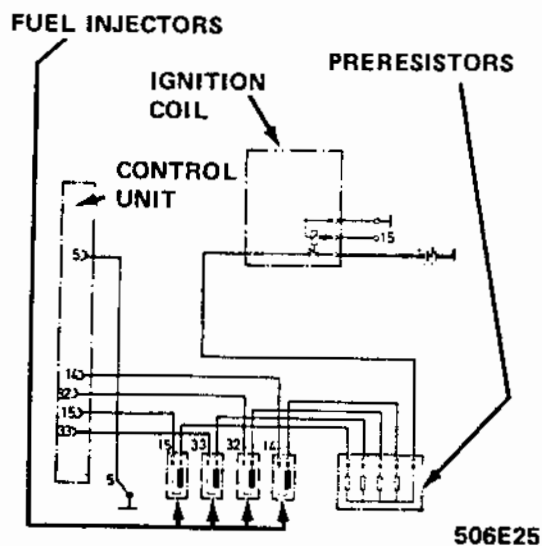 FUEL INJECTORS
PRERESISTORS
IGNITION
COIL
CONTROL
UNIT
15
5
14
32
15
33
15 33 32 14
5
506E25